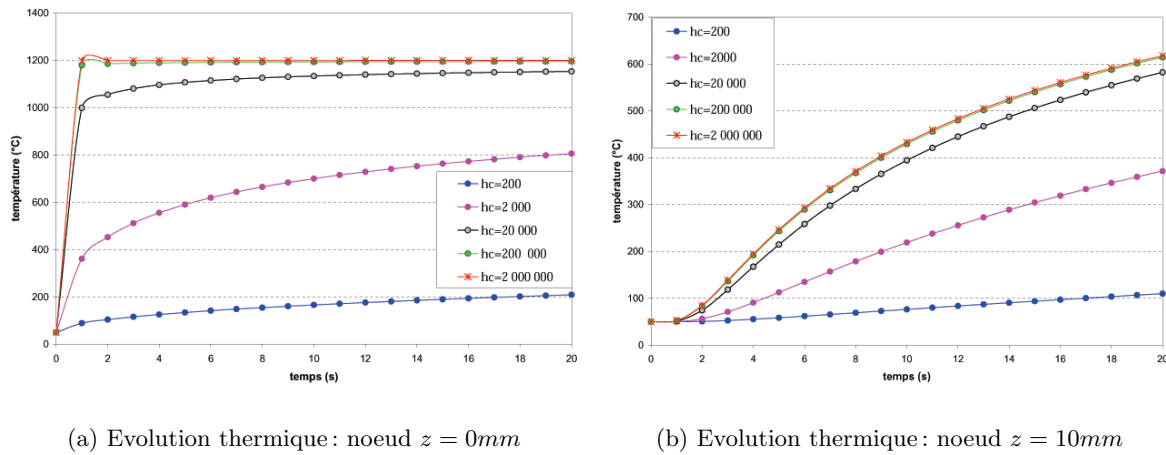 1400
1200
1000
800
600
400
200
0
température (°C)
0 2 4 6 8 10 12 14 16 18 20
temps (s)
hc=200
hc=2 000
hc=20 000
hc=200 000
hc=2 000 000
(a) Evolution thermique : noeud z = 0mm
700
600
500
400
300
200
100
0
température (°C)
0 2 4 6 8 10 12 14 16 18 20
temps (s)
hc=200
hc=2000
hc=20 000
hc=200 000
hc=2 000 000
(b) Evolution thermique : noeud z = 10mm